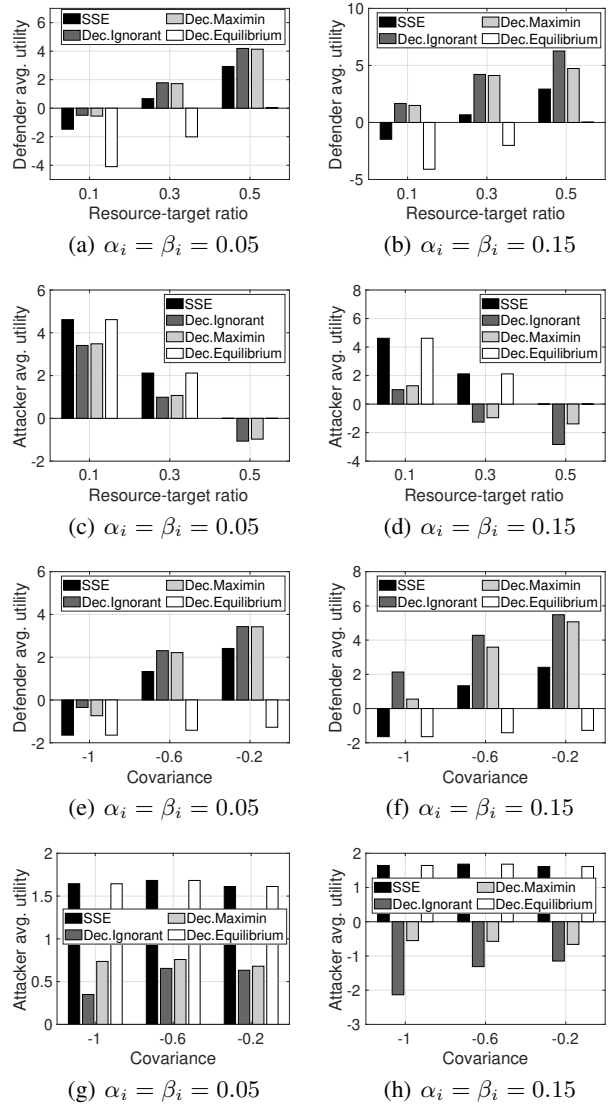 6
4
2
0
-2
-4
Defender avg. utility
SSE
Dec.Ignorant
Dec.Maximin
Dec.Equilibrium
0.1 0.3 0.5
Resource-target ratio
(a) αᵢ = βᵢ = 0.05
10
5
0
-5
Defender avg. utility
SSE
Dec.Ignorant
Dec.Maximin
Dec.Equilibrium
0.1 0.3 0.5
Resource-target ratio
(b) αᵢ = βᵢ = 0.15
6
4
2
0
-2
Attacker avg. utility
SSE
Dec.Ignorant
Dec.Maximin
Dec.Equilibrium
0.1 0.3 0.5
Resource-target ratio
(c) αᵢ = βᵢ = 0.05
8
6
4
2
0
-2
-4
Attacker avg. utility
SSE
Dec.Ignorant
Dec.Maximin
Dec.Equilibrium
0.1 0.3 0.5
Resource-target ratio
(d) αᵢ = βᵢ = 0.15
6
4
2
0
-2
Defender avg. utility
SSE
Dec.Ignorant
Dec.Maximin
Dec.Equilibrium
-1 -0.6 -0.2
Covariance
(e) αᵢ = βᵢ = 0.05
8
6
4
2
0
-2
Defender avg. utility
SSE
Dec.Ignorant
Dec.Maximin
Dec.Equilibrium
-1 -0.6 -0.2
Covariance
(f) αᵢ = βᵢ = 0.15
2
1.5
1
0.5
0
Attacker avg. utility
SSE
Dec.Ignorant
Dec.Maximin
Dec.Equilibrium
-1 -0.6 -0.2
Covariance
(g) αᵢ = βᵢ = 0.05
2
1
0
-1
-2
-3
Attacker avg. utility
SSE
Dec.Ignorant
Dec.Maximin
Dec.Equilibrium
-1 -0.6 -0.2
Covariance
(h) αᵢ = βᵢ = 0.15